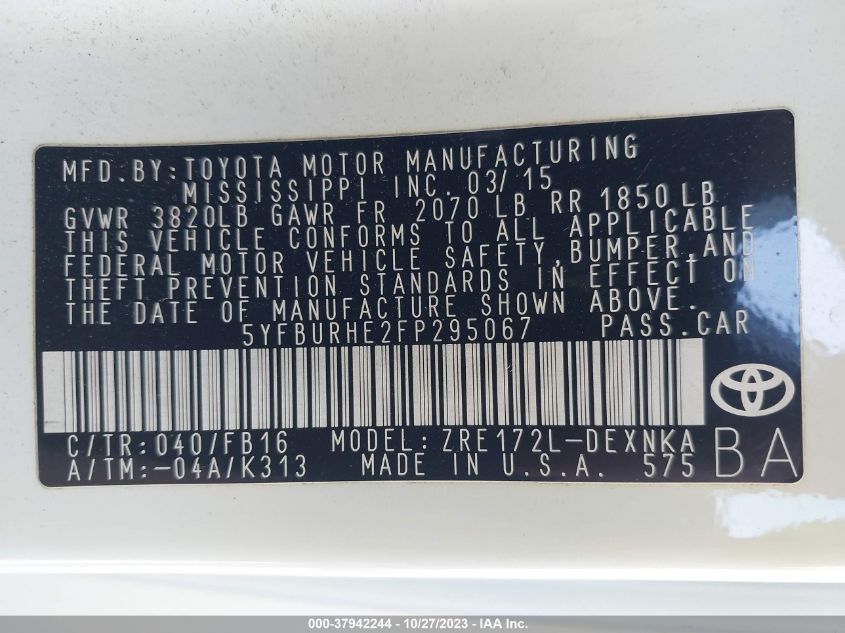 MFD.BY:TOYOTA MOTOR MANUFACTURING
MISSISSIPPI INC. 03/15
GVWR 3820LB GAWR FR 2070 LB RR 1850 LB
THIS VEHICLE CONFORMS TO ALL APPLICABLE
FEDERAL MOTOR VEHICLE SAFETY,BUMPER,AND
THEFT PREVENTION STANDARDS IN EFFECT ON
THE DATE OF MANUFACTURE SHOWN ABOVE.
5YFBURHE2FP295067 PASS.CAR
C/TR:040/FB16 MODEL:ZRE172L-DEXNKA
A/TM:-04A/K313 MADE IN U.S.A. 575
BA
000-37942244 - 10/27/2023 - IAA Inc.